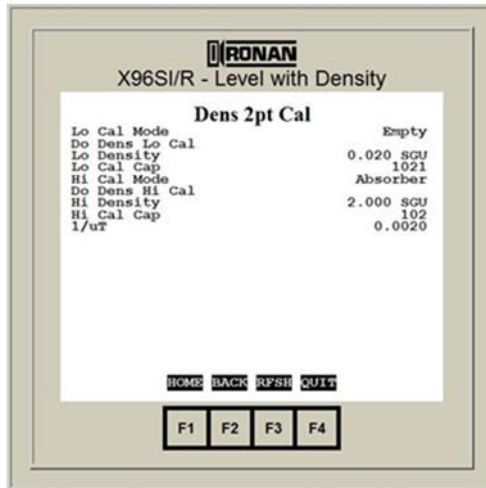 RONAN
X96SI/R - Level with Density
Dens 2pt Cal
Lo Cal Mode Empty
Do Dens Lo Cal
Lo Density 0.020 SGU
Lo Cal Cap 1021
Hi Cal Mode Absorber
Do Dens Hi Cal
Hi Density 2.000 SGU
Hi Cal Cap 102
1/uT 0.0020
HOME BACK RFSH QUIT
F1 F2 F3 F4